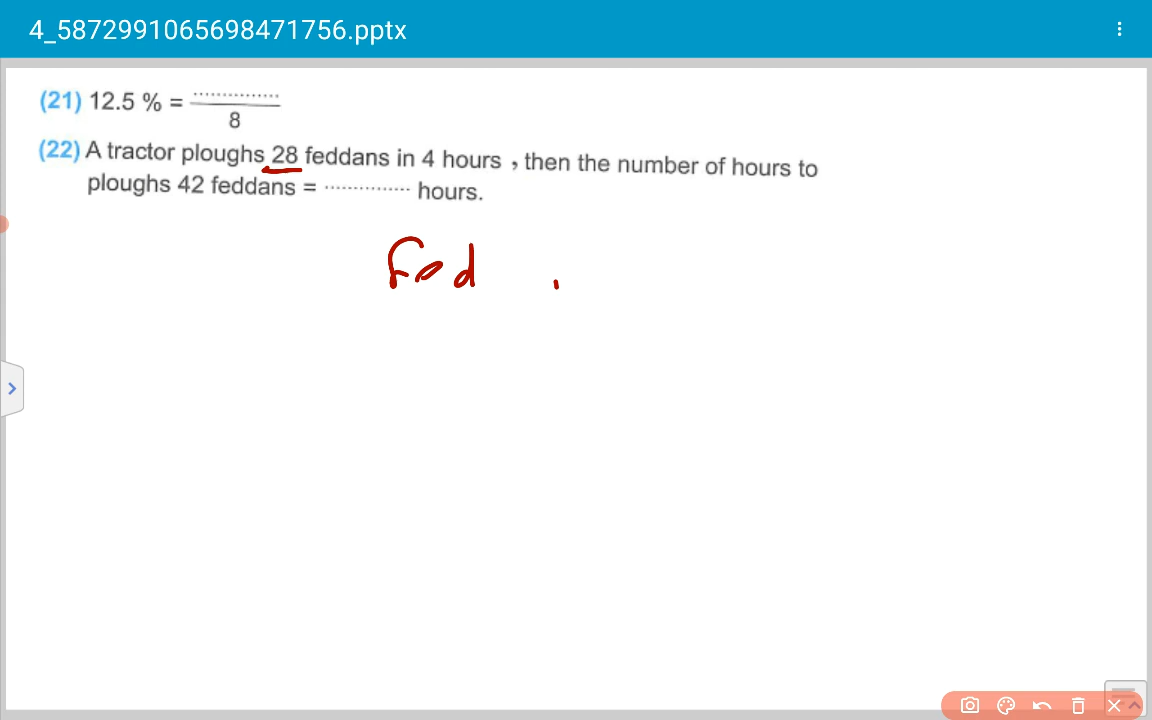 4_5872991065698471756.pptx
(21) 12.5 % = ............... / 8
(22) A tractor ploughs 28 feddans in 4 hours , then the number of hours to
ploughs 42 feddans = ............... hours.
Fed